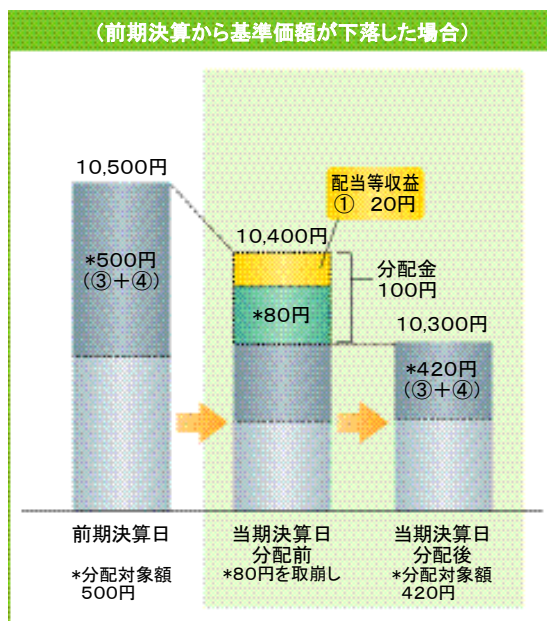 （前期決算から基準価額が下落した場合）
10,500円
配当等収益
① 20円
10,400円
*500円
（③＋④）
分配金
100円
*80円
10,300円
*420円
（③＋④）
前期決算日
*分配対象額
500円
当期決算日
分配前
*80円を取崩し
当期決算日
分配後
*分配対象額
420円